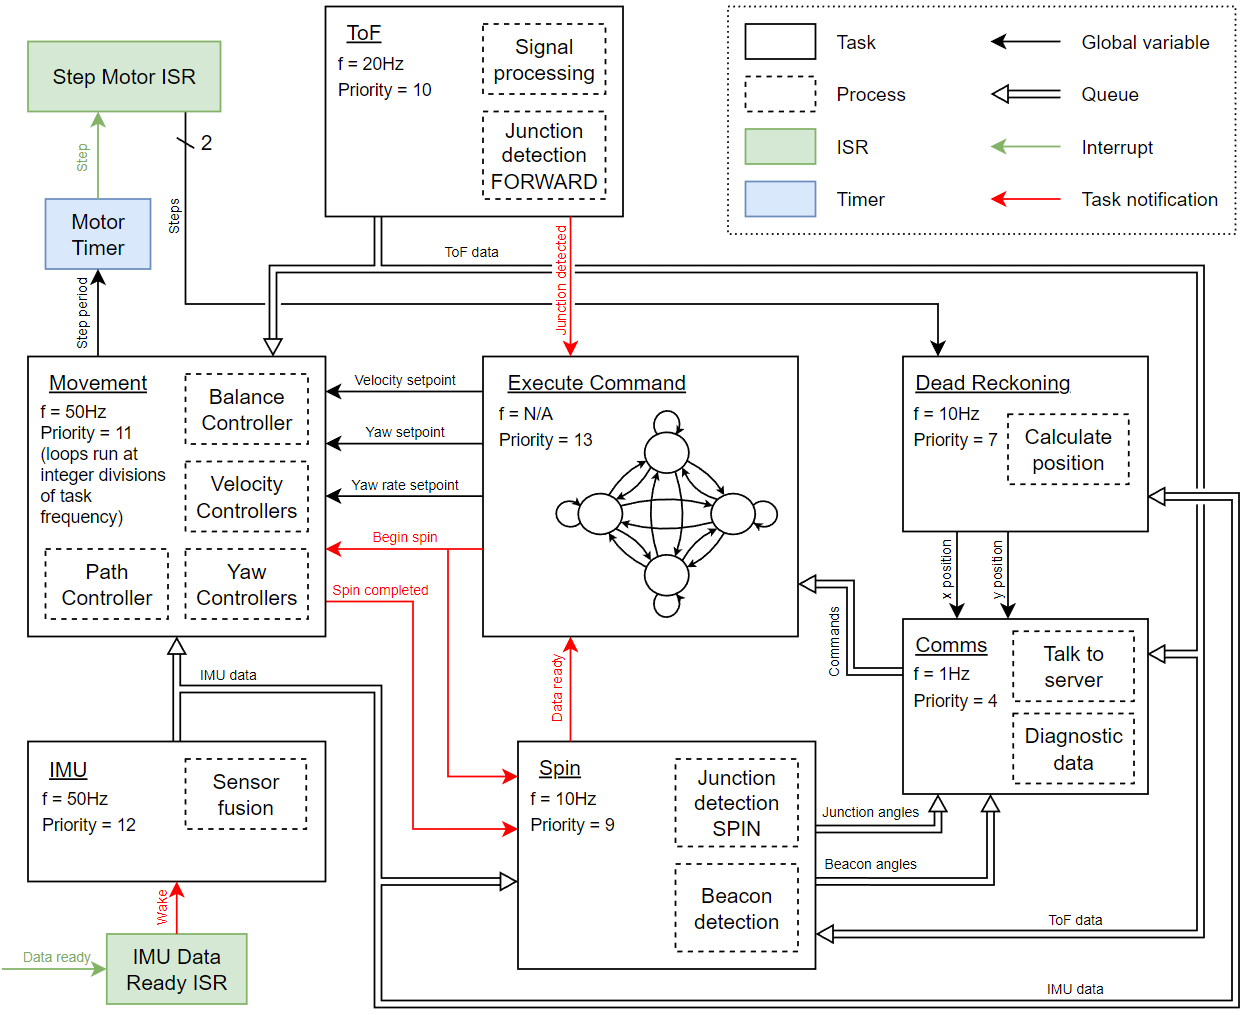 ToF
f = 20Hz
Priority = 10
Signal
processing
Junction
detection
FORWARD
Task
Process
ISR
Timer
Global variable
Queue
Interrupt
Task notification
Step Motor ISR
Step
2
Steps
Motor
Timer
Step period
ToF data
Junction detected
Movement
f = 50Hz
Priority = 11
(loops run at
integer divisions
of task
frequency)
Balance
Controller
Velocity
Controllers
Path
Controller
Yaw
Controllers
Velocity setpoint
Yaw setpoint
Yaw rate setpoint
Begin spin
Spin completed
Execute Command
f = N/A
Priority = 13
Dead Reckoning
f = 10Hz
Priority = 7
Calculate
position
x position
y position
Commands
Comms
f = 1Hz
Priority = 4
Talk to
server
Diagnostic
data
IMU data
Data ready
IMU
f = 50Hz
Priority = 12
Sensor
fusion
Spin
f = 10Hz
Priority = 9
Junction
detection
SPIN
Beacon
detection
Junction angles
Beacon angles
ToF data
Wake
Data ready
IMU Data
Ready ISR
IMU data